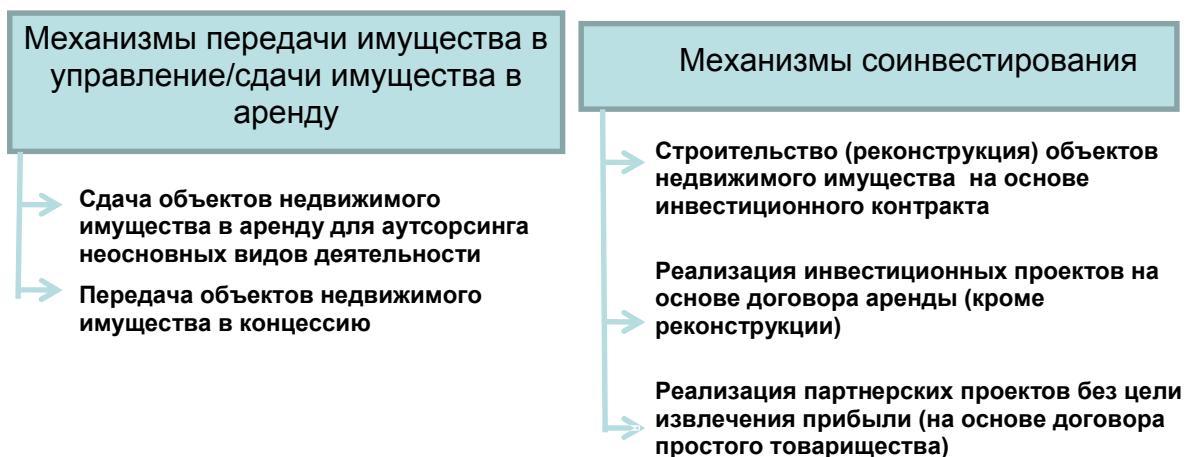 Механизмы передачи имущества в
управление/сдачи имущества в
аренду
Сдача объектов недвижимого
имущества в аренду для аутсорсинга
неосновных видов деятельности
Передача объектов недвижимого
имущества в концессию
Механизмы соинвестирования
Строительство (реконструкция) объектов
недвижимого имущества на основе
инвестиционного контракта
Реализация инвестиционных проектов на
основе договора аренды (кроме
реконструкции)
Реализация партнерских проектов без цели
извлечения прибыли (на основе договора
простого товарищества)